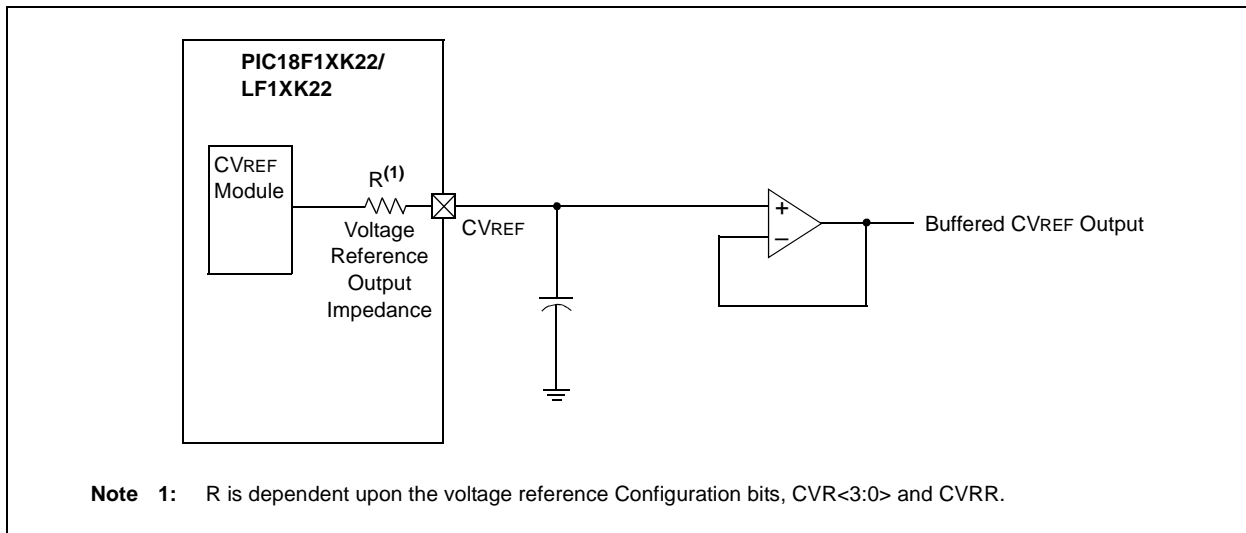 PIC18F1XK22/
LF1XK22
CVREF
Module
R(1)
Voltage
Reference
Output
Impedance
CVREF
+
–
Buffered CVREF Output
Note 1: R is dependent upon the voltage reference Configuration bits, CVR<3:0> and CVRR.